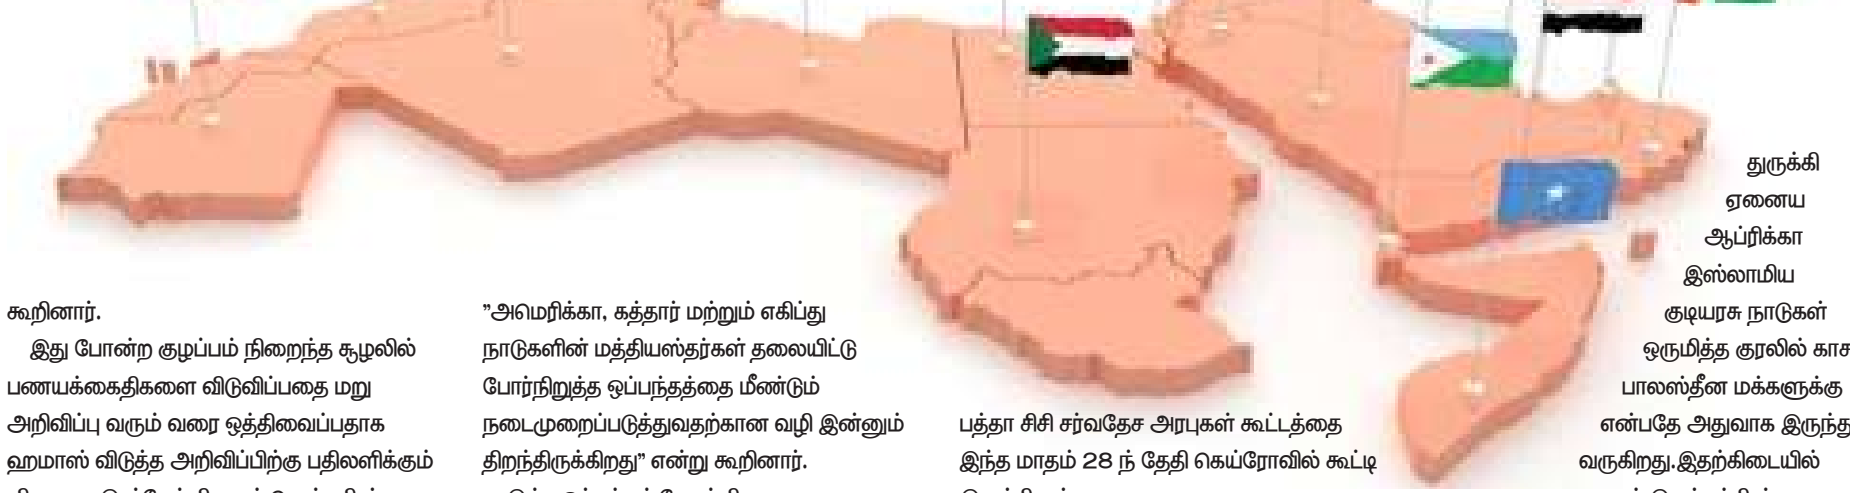 கூறினார்.
இது போன்ற குழப்பம் நிறைந்த சூழலில்
பணயக்கைதிகளை விடுவிப்பதை மறு
அறிவிப்பு வரும் வரை ஒத்திவைப்பதாக
ஹமாஸ் விடுத்த அறிவிப்பிற்கு பதிலளிக்கும்
”அமெரிக்கா, கத்தார் மற்றும் எகிப்து
நாடுகளின் மத்தியஸ்தர்கள் தலையிட்டு
போர்நிறுத்த ஒப்பந்தத்தை மீண்டும்
நடைமுறைப்படுத்துவதற்கான வழி இன்னும்
திறந்திருக்கிறது” என்று கூறினார்.
பத்தா சிசி சர்வதேச அரபுகள் கூட்டத்தை
இந்த மாதம் 28 ந் தேதி கெய்ரோவில் கூட்டி
துருக்கி
ஏனைய
ஆப்ரிக்கா
இஸ்லாமிய
குடியரசு நாடுகள்
ஒருமித்த குரலில் காச
பாலஸ்தீன மக்களுக்கு
என்பதே அதுவாக இருந்து
வருகிறது.இதற்கிடையில்